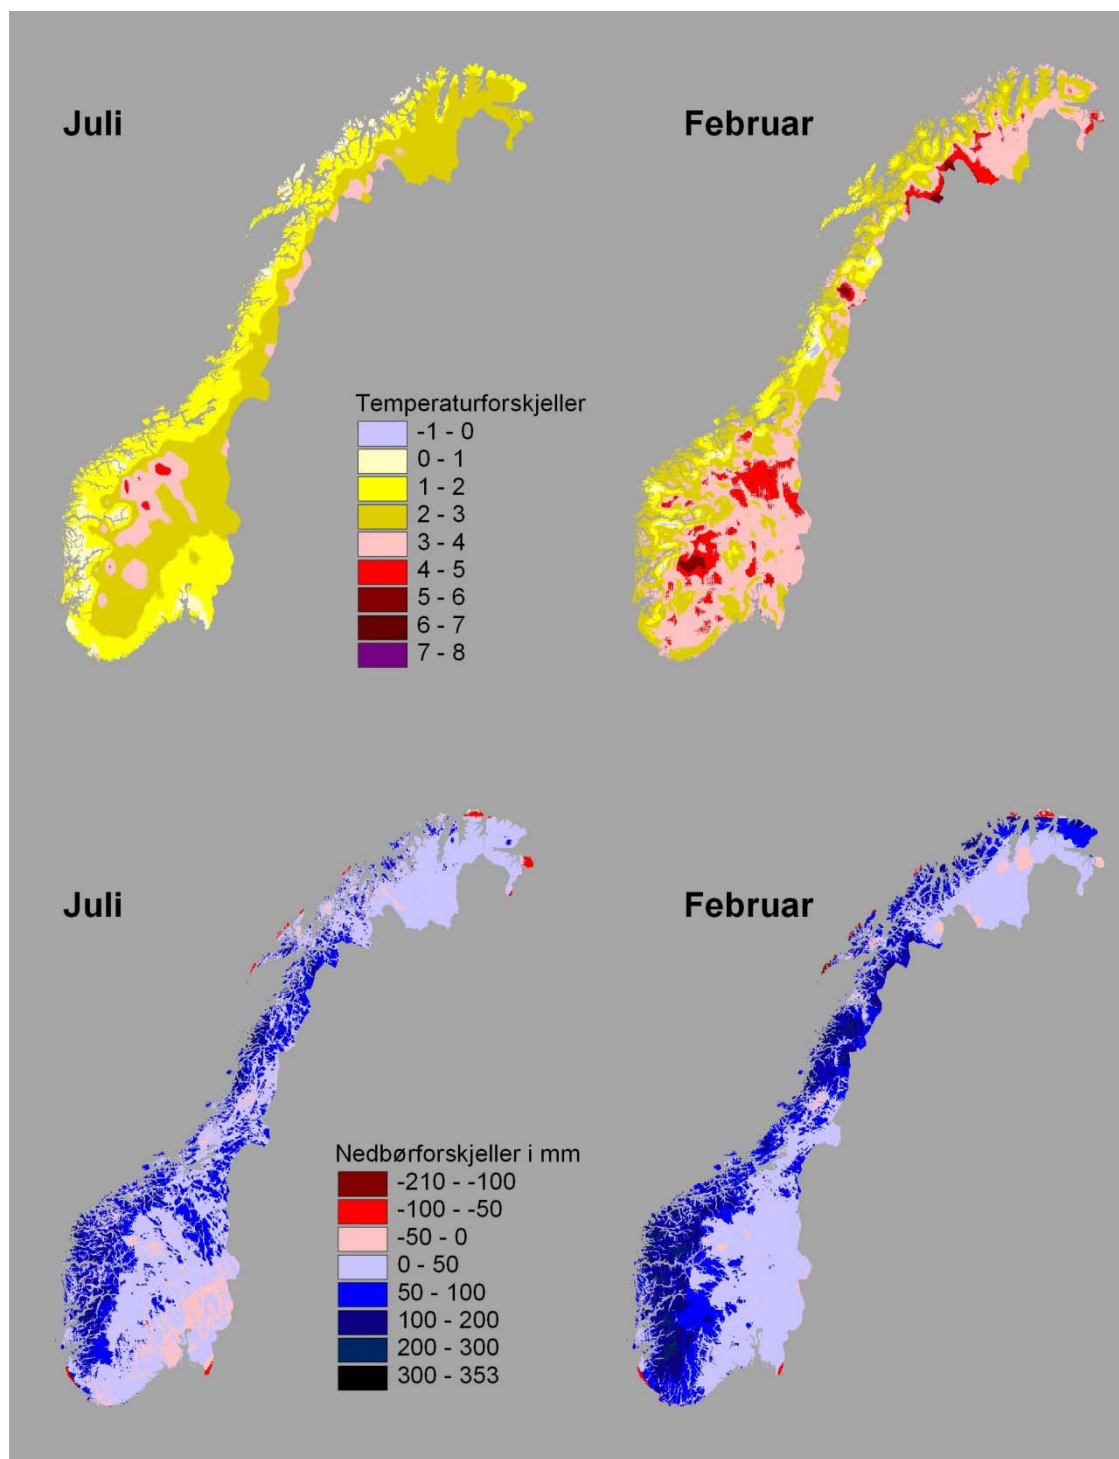 Juli
Februar
Temperaturforskjeller
-1 - 0
0 - 1
1 - 2
2 - 3
3 - 4
4 - 5
5 - 6
6 - 7
7 - 8
Juli
Februar
Nedbørforskjeller i mm
-210 - -100
-100 - -50
-50 - 0
0 - 50
50 - 100
100 - 200
200 - 300
300 - 353